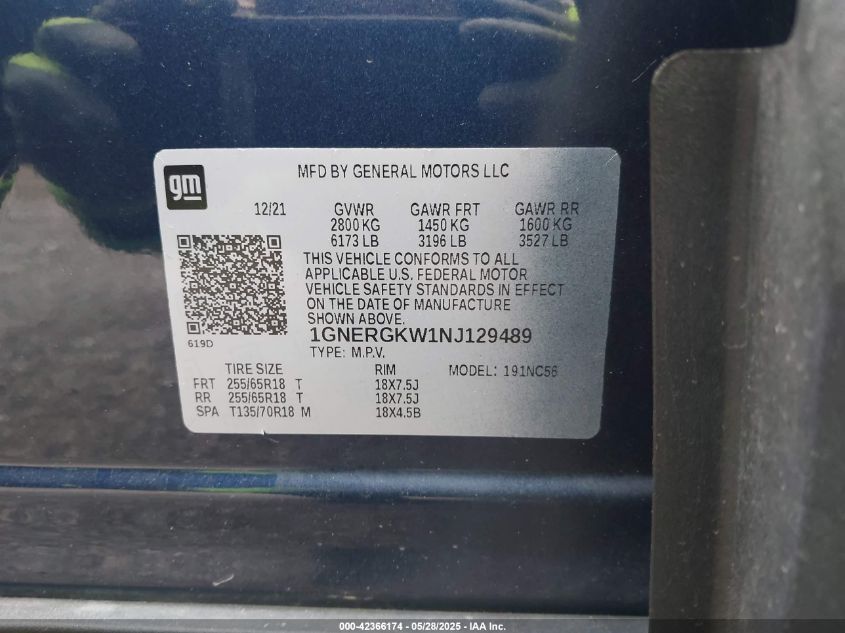 gm
MFD BY GENERAL MOTORS LLC
12/21 GVWR GAWR FRT GAWR RR
2800 KG 1450 KG 1600 KG
6173 LB 3196 LB 3527 LB
THIS VEHICLE CONFORMS TO ALL
APPLICABLE U.S. FEDERAL MOTOR
VEHICLE SAFETY STANDARDS IN EFFECT
ON THE DATE OF MANUFACTURE
SHOWN ABOVE.
619D
1GNERGKW1NJ129489
TYPE: M.P.V.
TIRE SIZE RIM MODEL: 191NC56
FRT 255/65R18 T 18X7.5J
RR 255/65R18 T 18X7.5J
SPA T135/70R18 M 18X4.5B
000-42366174 — 05/28/2025 — IAA Inc.